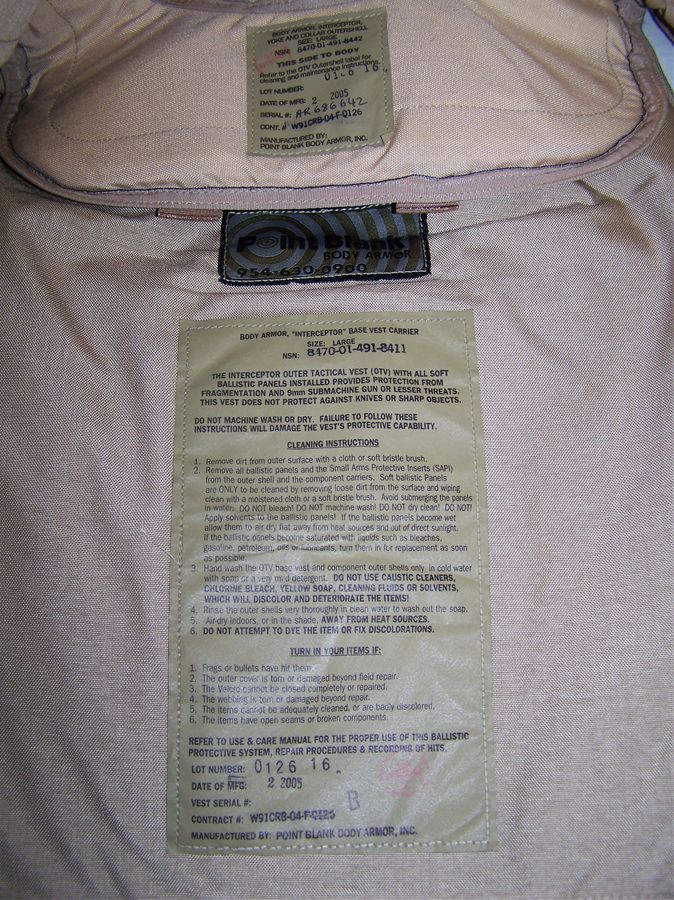 BODY ARMOR, INTERCEPTOR,
YOKE AND COLLAR OUTERSHELL
SIZE: LARGE
NSN: 8470-01-491-8442
THIS SIDE TO BODY
Refer to the OTV Outershell label for
cleaning and maintenance instructions.
0126 16
LOT NUMBER:
DATE OF MFG: 2 2005
SERIAL #: AR686642
CONT. # W91CRB-04-F-0126
MANUFACTURED BY:
POINT BLANK BODY ARMOR, INC.
Point Blank
BODY ARMOR
954-630-0900
BODY ARMOR, "INTERCEPTOR" BASE VEST CARRIER
SIZE: LARGE
NSN: 8470-01-491-8411
THE INTERCEPTOR OUTER TACTICAL VEST (OTV) WITH ALL SOFT
BALLISTIC PANELS INSTALLED PROVIDES PROTECTION FROM
FRAGMENTATION AND 9mm SUBMACHINE GUN OR LESSER THREATS.
THIS VEST DOES NOT PROTECT AGAINST KNIVES OR SHARP OBJECTS.
DO NOT MACHINE WASH OR DRY. FAILURE TO FOLLOW THESE
INSTRUCTIONS WILL DAMAGE THE VEST'S PROTECTIVE CAPABILITY.
CLEANING INSTRUCTIONS
1. Remove dirt from outer surface with a cloth or soft bristle brush.
2. Remove all ballistic panels and the Small Arms Protective Inserts (SAPI)
from the outer shell and the component carriers. Soft ballistic Panels
are ONLY to be cleaned by removing loose dirt from the surface and wiping
clean with a moistened cloth or a soft bristle brush. Avoid submerging the panels
in water; DO NOT bleach! DO NOT machine wash! DO NOT dry clean! DO NOT!
Apply solvents to the ballistic panels! If the ballistic panels become wet
allow them to air dry flat away from heat sources and out of direct sunlight.
If the ballistic panels become saturated with liquids such as bleaches,
gasoline, petroleum, oils or lubricants, turn them in for replacement as soon
as possible.
3. Hand wash the OTV base vest and component outer shells only in cold water
with soap or a very mild detergent. DO NOT USE CAUSTIC CLEANERS,
CHLORINE BLEACH, YELLOW SOAP, CLEANING FLUIDS OR SOLVENTS,
WHICH WILL DISCOLOR AND DETERIORATE THE ITEMS!
4. Rinse the outer shells very thoroughly in clean water to wash out the soap.
5. Air-dry indoors, or in the shade, AWAY FROM HEAT SOURCES.
6. DO NOT ATTEMPT TO DYE THE ITEM OR FIX DISCOLORATIONS.
TURN IN YOUR ITEMS IF:
1. Frags or bullets have hit them.
2. The outer cover is torn or damaged beyond field repair.
3. The Velcro cannot be closed completely or repaired.
4. The webbing is torn or damaged beyond repair.
5. The items cannot be adequately cleaned, or are badly discolored.
6. The items have open seams or broken components.
REFER TO USE & CARE MANUAL FOR THE PROPER USE OF THIS BALLISTIC
PROTECTIVE SYSTEM, REPAIR PROCEDURES & RECORDING OF HITS.
LOT NUMBER: 0126 16
DATE OF MFG: 2 2005
VEST SERIAL #:
B
CONTRACT #: W91CRB-04-F-0126
MANUFACTURED BY: POINT BLANK BODY ARMOR, INC.